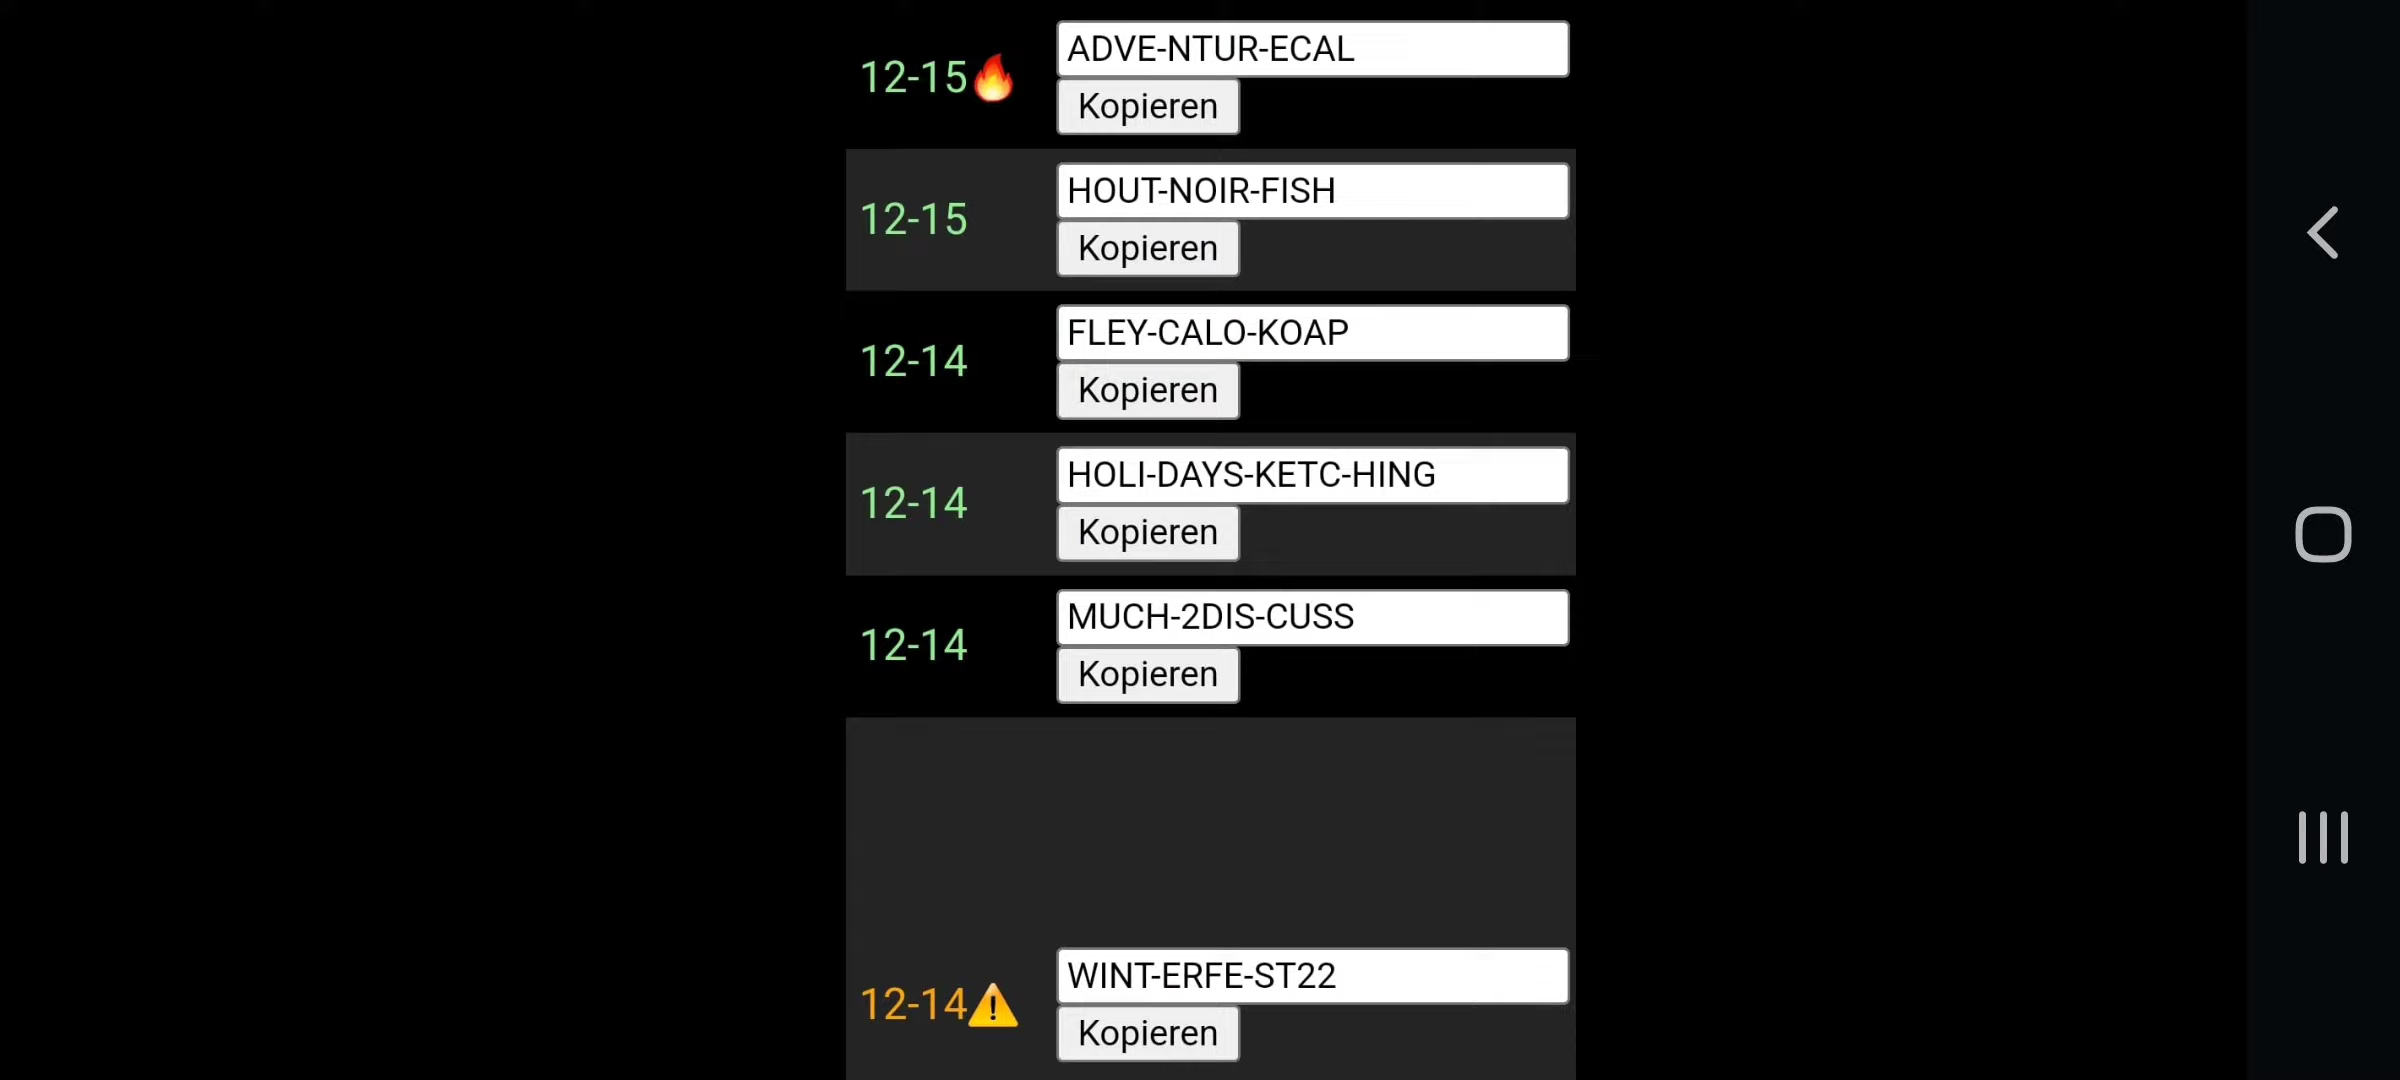 12-15🔥
ADVE-NTUR-ECAL
Kopieren
12-15
HOUT-NOIR-FISH
Kopieren
12-14
FLEY-CALO-KOAP
Kopieren
12-14
HOLI-DAYS-KETC-HING
Kopieren
12-14
MUCH-2DIS-CUSS
Kopieren
12-14⚠️
WINT-ERFE-ST22
Kopieren